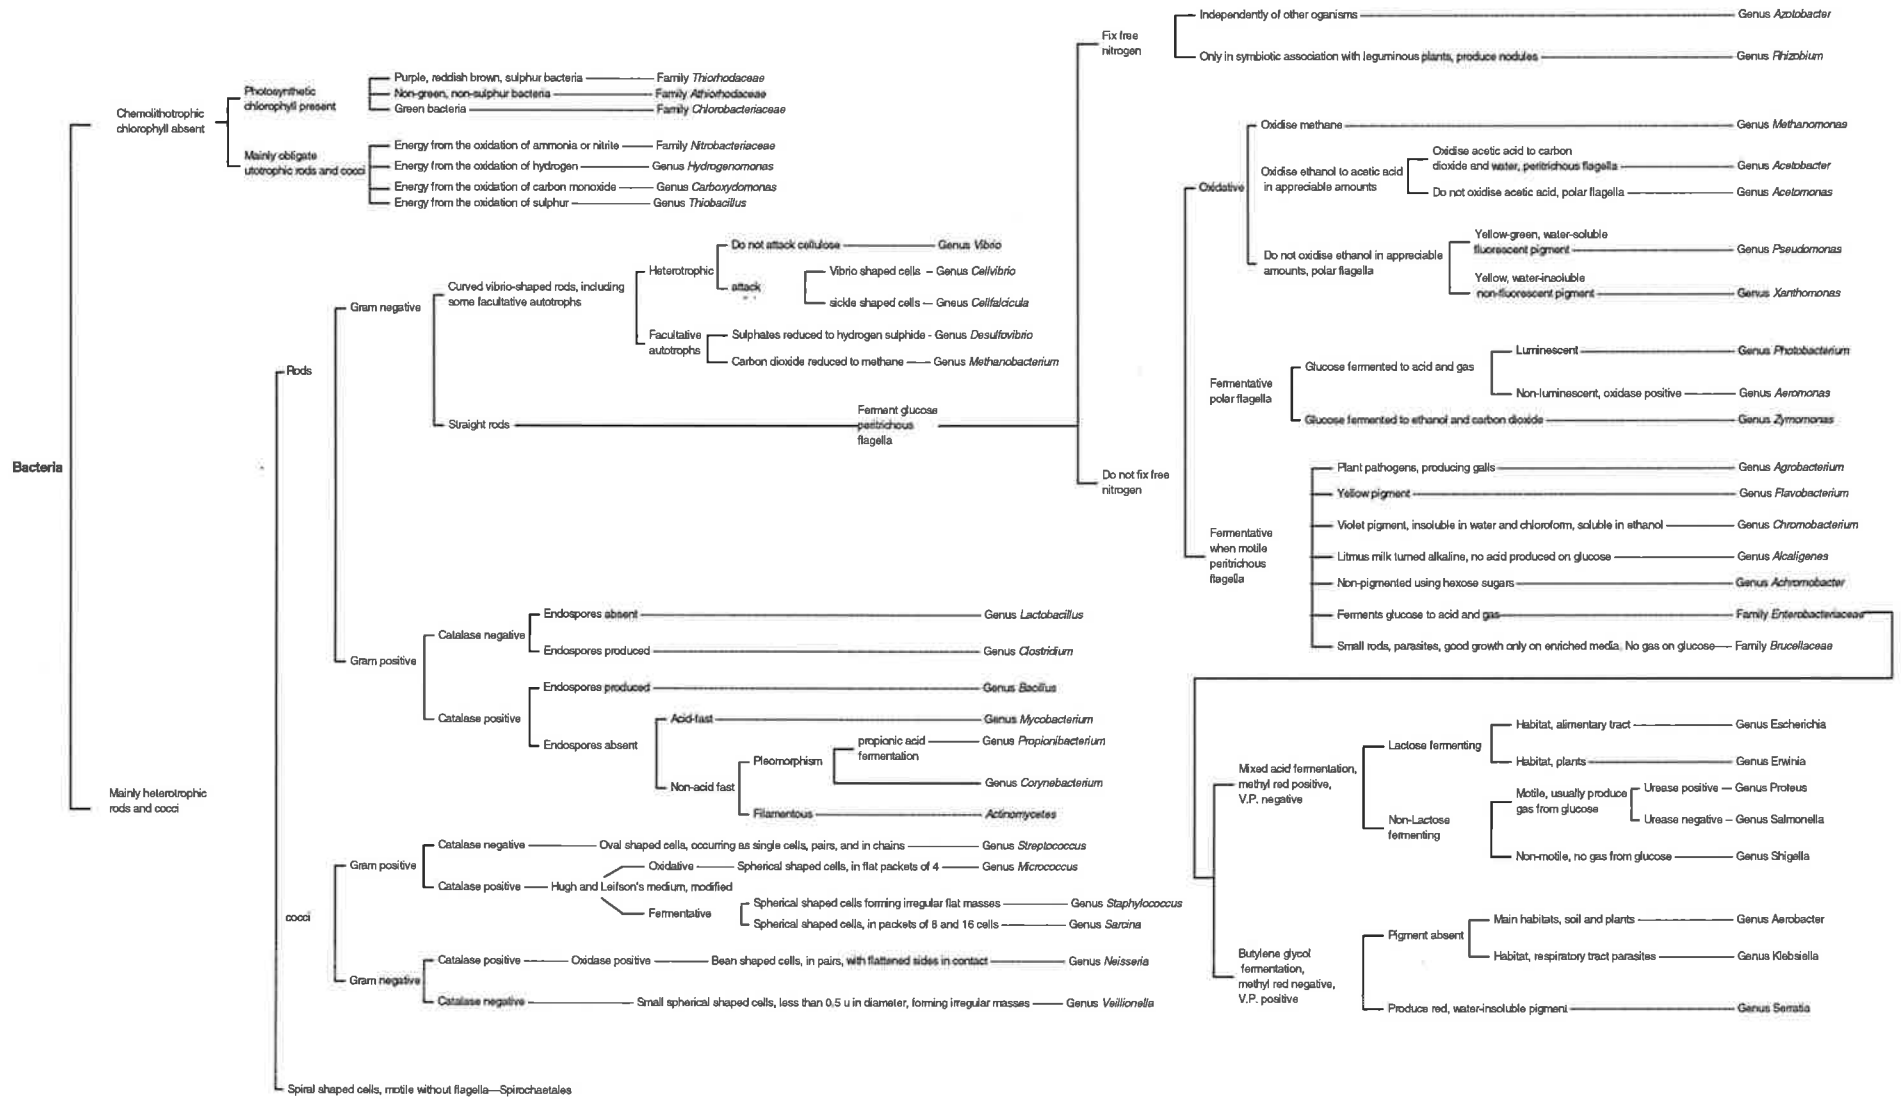 Bacteria
Chemolithotrophic
chlorophyll absent
Photosynthetic
chlorophyll present
Purple, reddish brown, sulphur bacteria
Family Thiorhodaceae
Non-green, non-sulphur bacteria
Family Athiorhodaceae
Green bacteria
Family Chlorobacteriaceae
Mainly obligate
utotrophic rods and cocci
Energy from the oxidation of ammonia or nitrite
Family Nitrobacteriaceae
Energy from the oxidation of hydrogen
Genus Hydrogenomonas
Energy from the oxidation of carbon monoxide
Genus Carboxydomonas
Energy from the oxidation of sulphur
Genus Thiobacillus
Mainly heterotrophic
rods and cocci
Rods
Gram negative
Curved vibrio-shaped rods, including
some facultative autotrophs
Heterotrophic
Do not attack cellulose
Genus Vibrio
attack
Vibrio shaped cells – Genus Cellvibrio
sickle shaped cells – Gneus Cellfalcicula
Facultative
autotrophs
Sulphates reduced to hydrogen sulphide - Genus Desulfovibrio
Carbon dioxide reduced to methane
Genus Methanobacterium
Straight rods
Ferment glucose
peritrichous
flagella
Fix free
nitrogen
Independently of other oganisms
Genus Azotobacter
Only in symbiotic association with leguminous plants, produce nodules
Genus Rhizobium
Do not fix free
nitrogen
Oxidative
Oxidise methane
Genus Methanomonas
Oxidise ethanol to acetic acid
in appreciable amounts
Oxidise acetic acid to carbon
dioxide and water, peritrichous flagella
Genus Acetobacter
Do not oxidise acetic acid, polar flagella
Genus Acetomonas
Do not oxidise ethanol in appreciable
amounts, polar flagella
Yellow-green, water-soluble
fluorescent pigment
Genus Pseudomonas
Yellow, water-insoluble
non-fluorescent pigment
Genus Xanthomonas
Fermentative
polar flagella
Glucose fermented to acid and gas
Luminescent
Genus Photobacterium
Non-luminescent, oxidase positive
Genus Aeromonas
Glucose fermented to ethanol and carbon dioxide
Genus Zymomonas
Fermentative
when motile
peritrichous
flagella
Plant pathogens, producing galls
Genus Agrobacterium
Yellow pigment
Genus Flavobacterium
Violet pigment, insoluble in water and chloroform, soluble in ethanol
Genus Chromobacterium
Litmus milk turned alkaline, no acid produced on glucose
Genus Alcaligenes
Non-pigmented using hexose sugars
Genus Achromobacter
Ferments glucose to acid and gas
Family Enterobacteriaceae
Small rods, parasites, good growth only on enriched media, No gas on glucose
Family Brucellaceae
Mixed acid fermentation,
methyl red positive,
V.P. negative
Lactose fermenting
Habitat, alimentary tract
Genus Escherichia
Habitat, plants
Genus Erwinia
Non-Lactose
fermenting
Motile, usually produce
gas from glucose
Urease positive – Genus Proteus
Urease negative – Genus Salmonella
Non-motile, no gas from glucose
Genus Shigella
Butylene glycol
fermentation,
methyl red negative,
V.P. positive
Pigment absent
Main habitats, soil and plants
Genus Aerobacter
Habitat, respiratory tract parasites
Genus Klebsiella
Produce red, water-insoluble pigment
Genus Serratia
Gram positive
Catalase negative
Endospores absent
Genus Lactobacillus
Endospores produced
Genus Clostridium
Catalase positive
Endospores produced
Genus Bacillus
Endospores absent
Acid-fast
Genus Mycobacterium
Non-acid fast
Pleomorphism
propionic acid
fermentation
Genus Propionibacterium
Genus Corynebacterium
Filamentous
Actinomycetes
cocci
Gram positive
Catalase negative
Oval shaped cells, occurring as single cells, pairs, and in chains
Genus Streptococcus
Catalase positive
Hugh and Leifson's medium, modified
Oxidative
Spherical shaped cells, in flat packets of 4
Genus Micrococcus
Fermentative
Spherical shaped cells forming irregular flat masses
Genus Staphylococcus
Spherical shaped cells, in packets of 8 and 16 cells
Genus Sarcina
Gram negative
Catalase positive
Oxidase positive
Bean shaped cells, in pairs, with flattened sides in contact
Genus Neisseria
Catalase negative
Small spherical shaped cells, less than 0.5 u in diameter, forming irregular masses
Genus Veillionella
Spiral shaped cells, motile without flagella—Spirochaetales